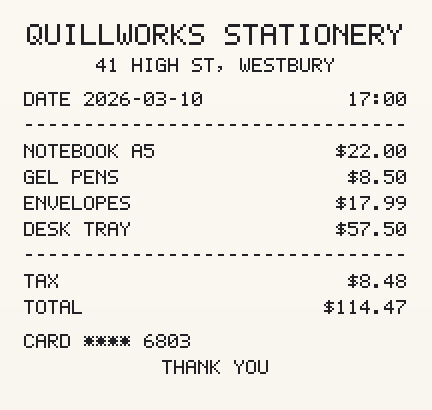 QUILLWORKS STATIONERY
41 HIGH ST, WESTBURY
DATE 2026-03-10 17:00
--------------------------------
NOTEBOOK A5 $22.00
GEL PENS $8.50
ENVELOPES $17.99
DESK TRAY $57.50
--------------------------------
TAX $8.48
TOTAL $114.47
CARD **** 6803
THANK YOU